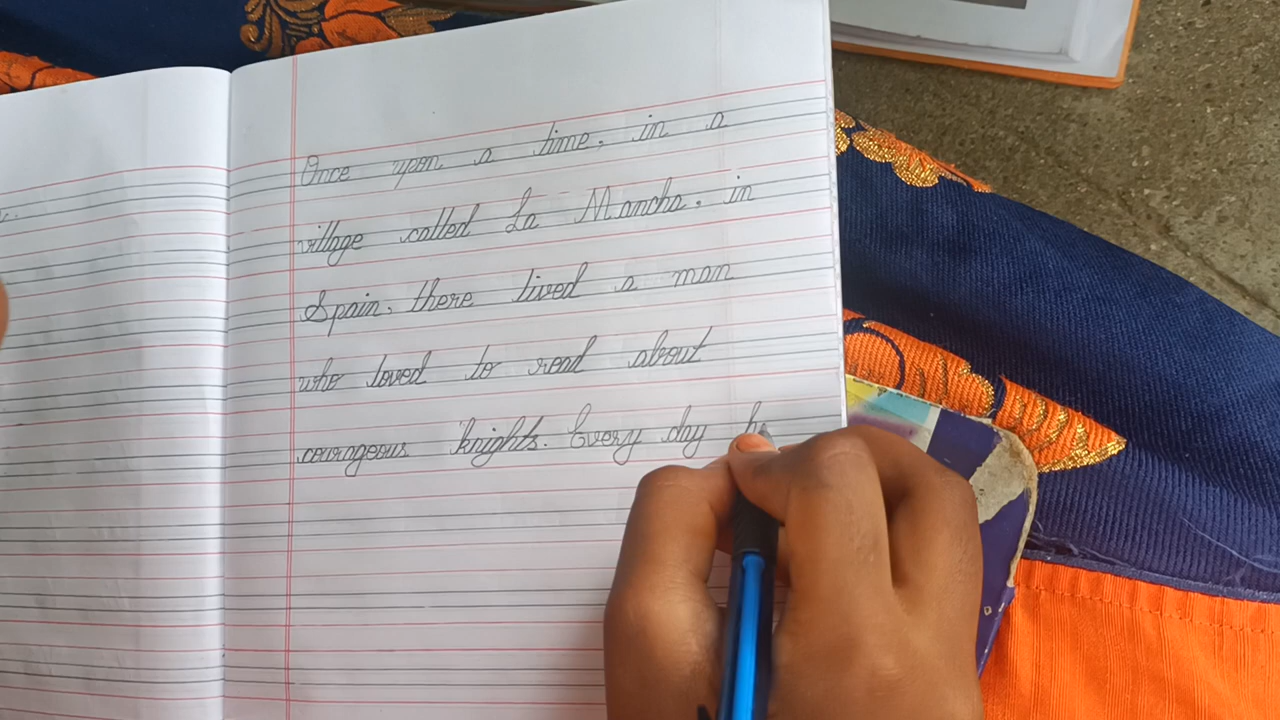 Once upon a time, in a
village called La Mancha, in
Spain, there lived a man
who loved to read about
courageous knights. Every day